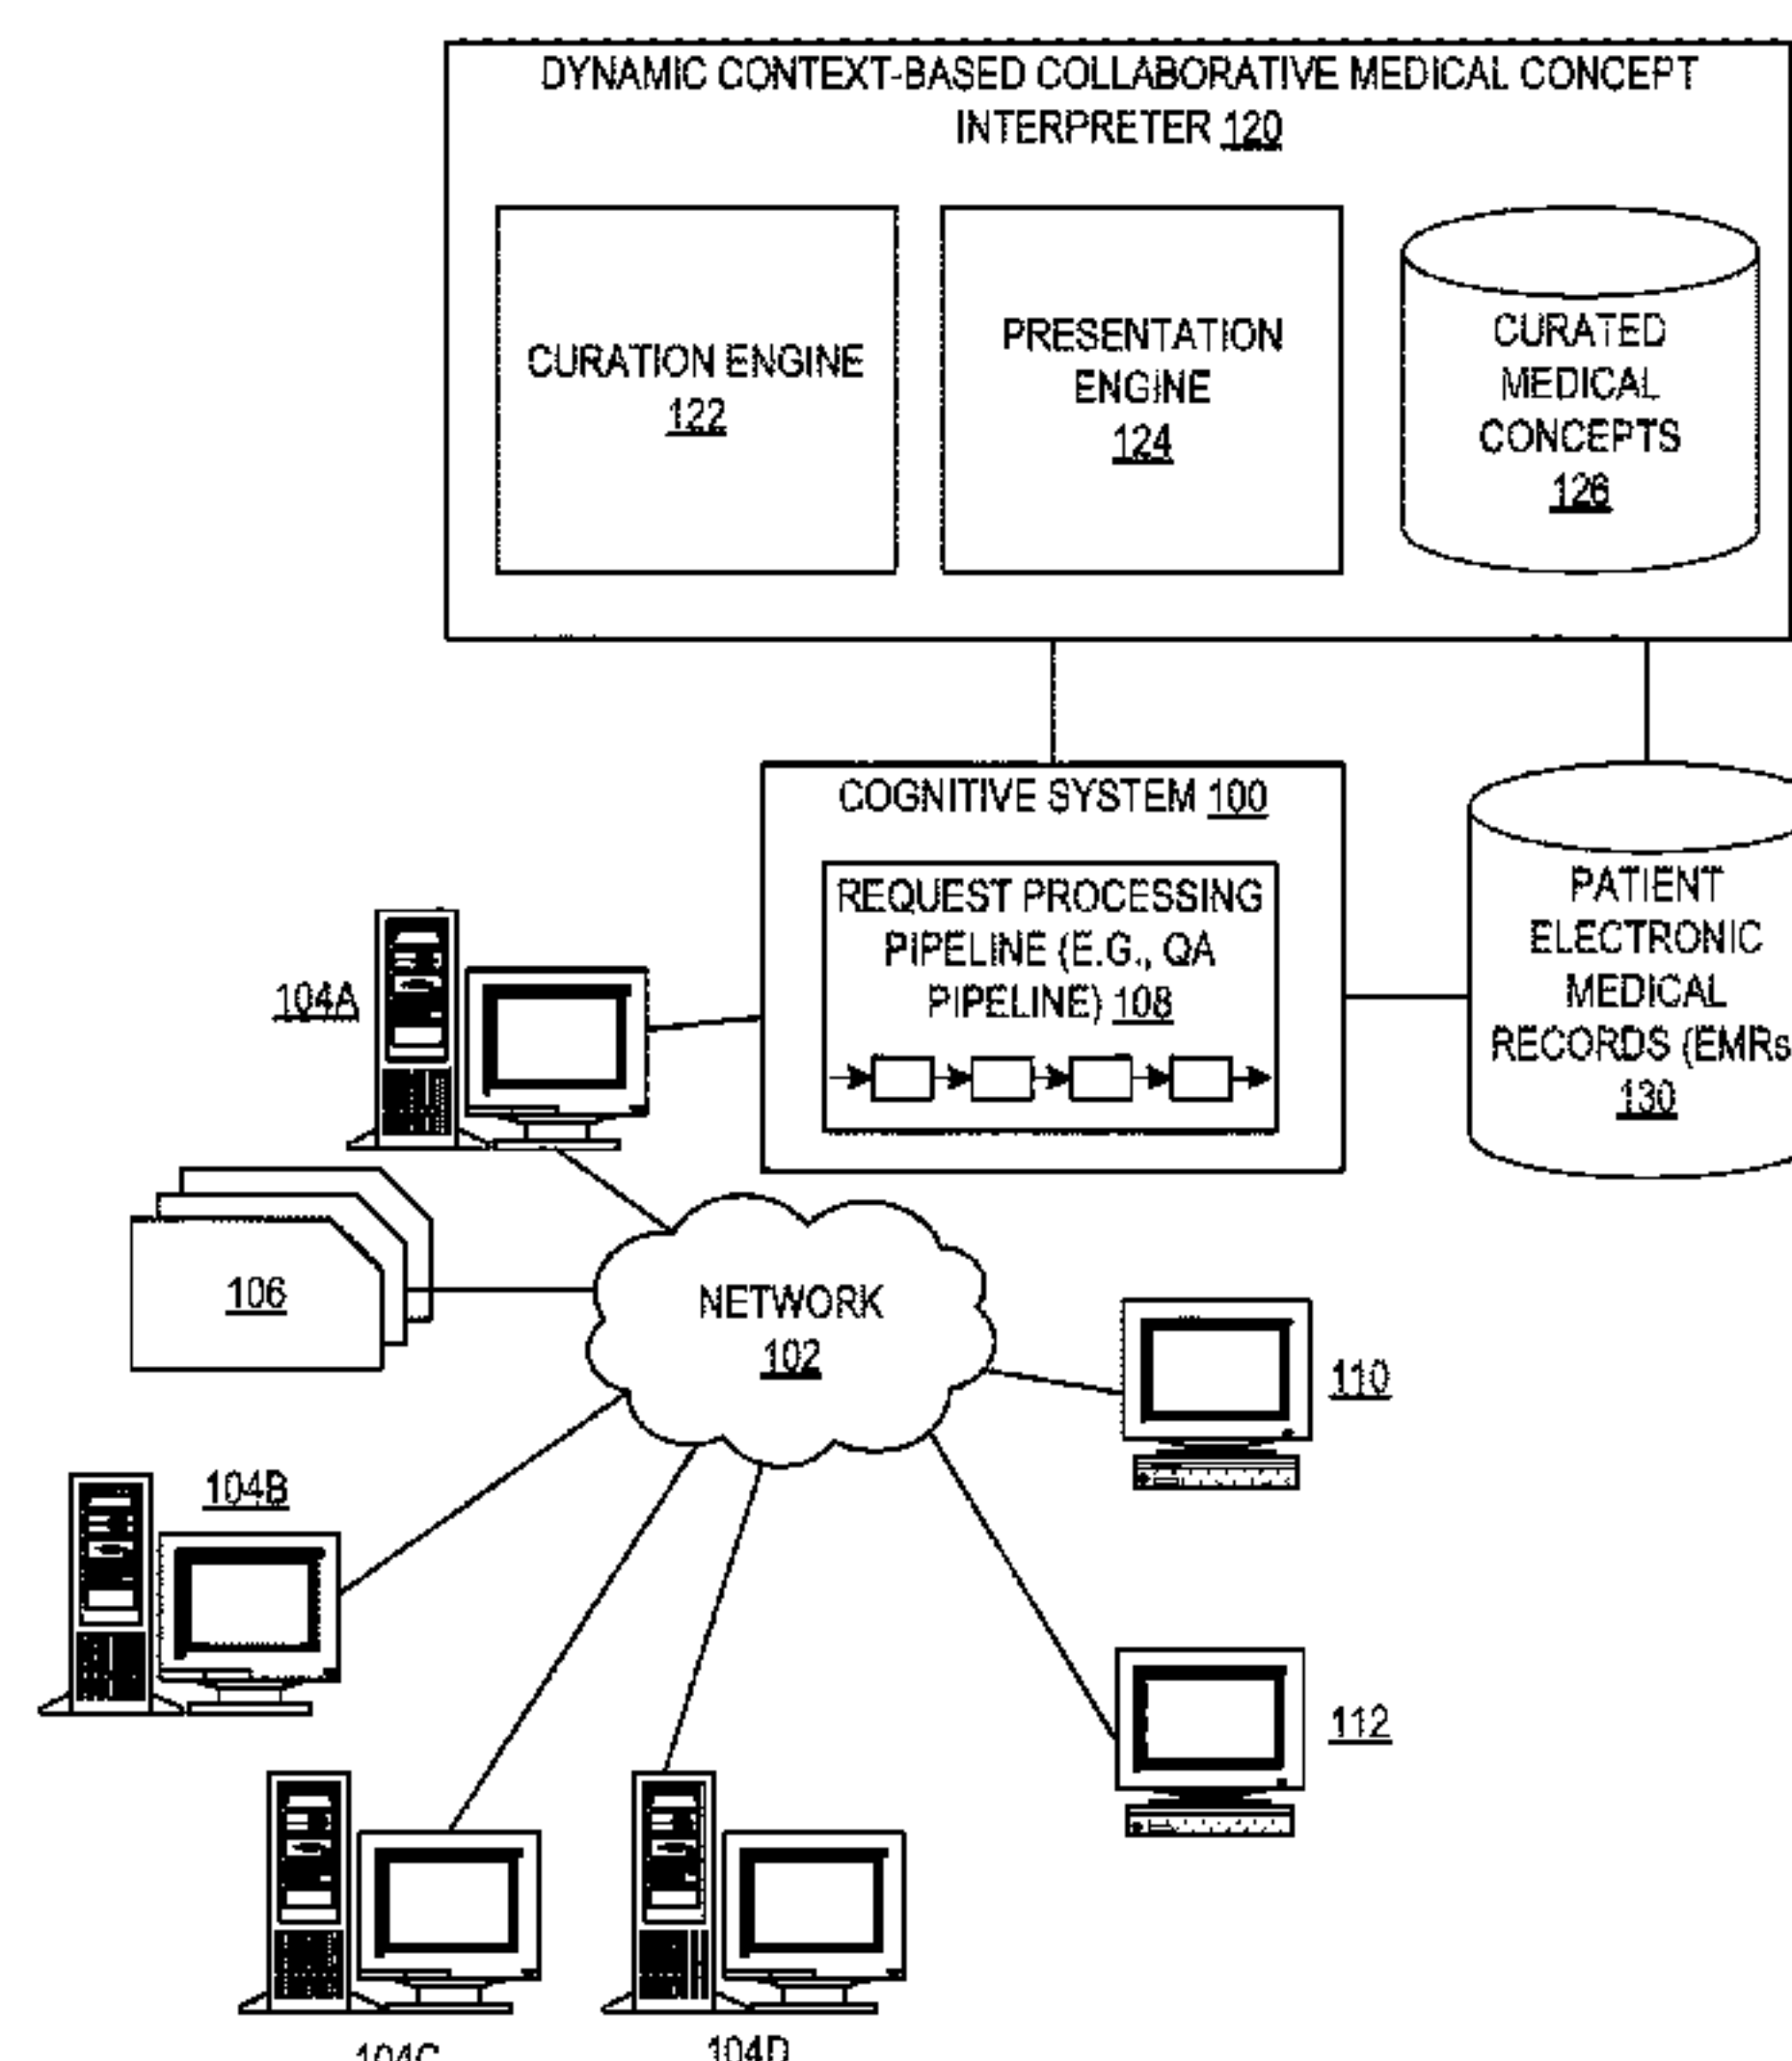 DYNAMIC CONTEXT-BASED COLLABORATIVE MEDICAL CONCEPT
INTERPRETER 120
CURATION ENGINE
122
PRESENTATION
ENGINE
124
CURATED
MEDICAL
CONCEPTS
126
COGNITIVE SYSTEM 100
REQUEST PROCESSING
PIPELINE (E.G., QA
PIPELINE) 108
PATIENT
ELECTRONIC
MEDICAL
RECORDS (EMRs
130
104A
106
NETWORK
102
110
104B
112
104C
104D